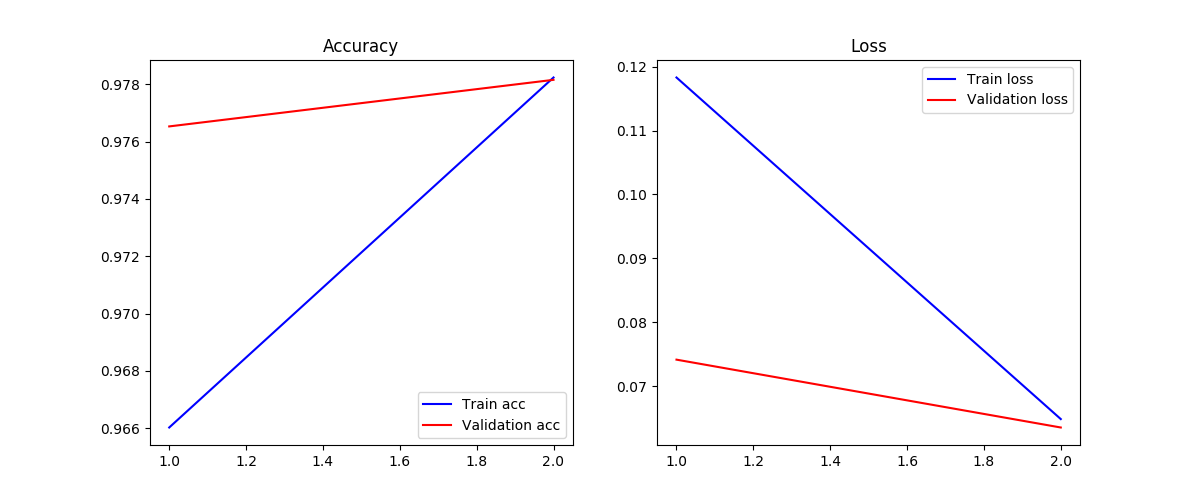 Accuracy
0.978
0.976
0.974
0.972
0.970
0.968
0.966
1.0 1.2 1.4 1.6 1.8 2.0
Train acc
Validation acc
Loss
0.12
0.11
0.10
0.09
0.08
0.07
1.0 1.2 1.4 1.6 1.8 2.0
Train loss
Validation loss